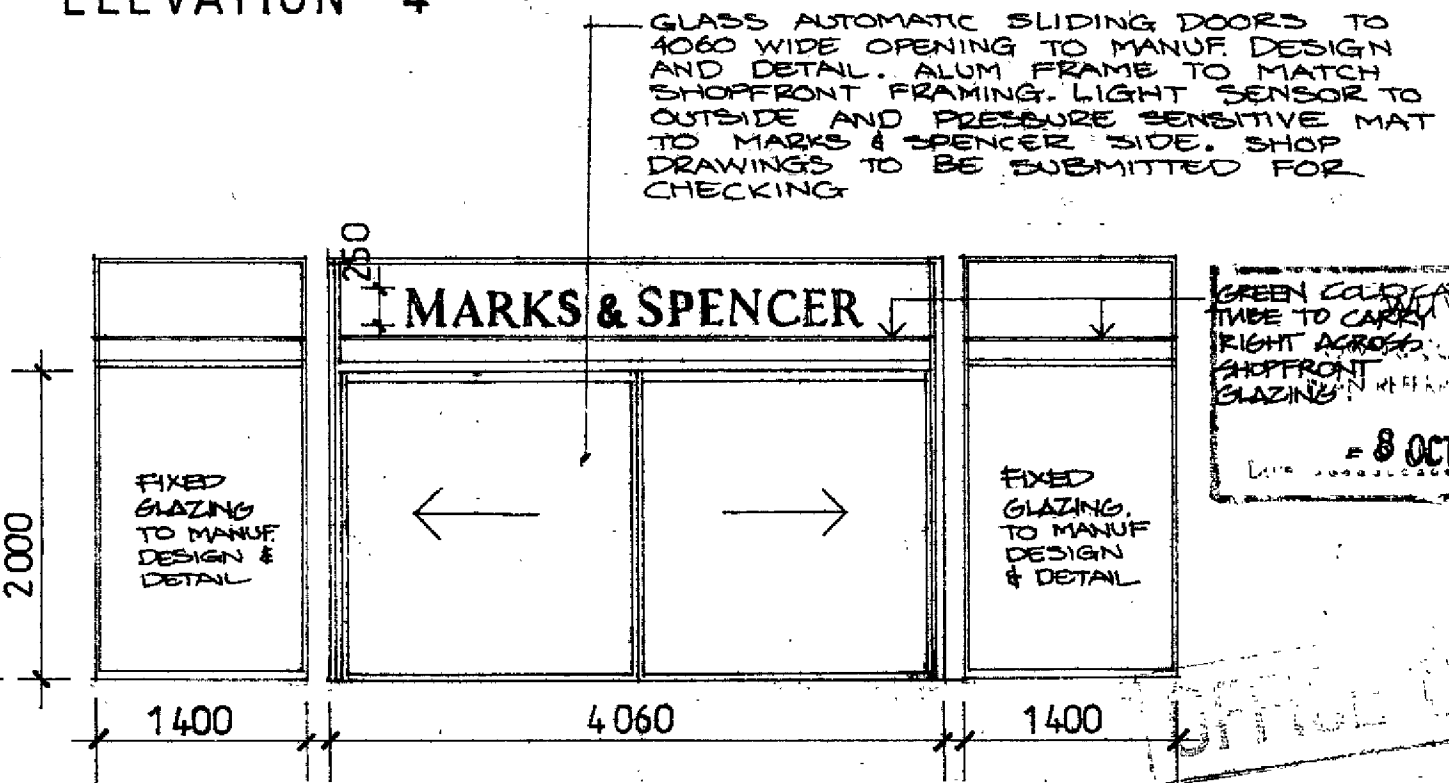 ELEVATION 4
GLASS AUTOMATIC SLIDING DOORS TO
4060 WIDE OPENING TO MANUF. DESIGN
AND DETAIL. ALUM FRAME TO MATCH
SHOPFRONT FRAMING. LIGHT SENSOR TO
OUTSIDE AND PRESSURE SENSITIVE MAT
TO MARKS & SPENCER SIDE. SHOP
DRAWINGS TO BE SUBMITTED FOR
CHECKING
250
MARKS & SPENCER
GREEN
TUBE TO CARRY
RIGHT ACROSS
SHOPFRONT
GLAZING.
- 8 OCT
2000
FIXED
GLAZING
TO MANUF.
DESIGN &
DETAIL
FIXED
GLAZING.
TO MANUF
DESIGN
& DETAIL
1400
4060
1400